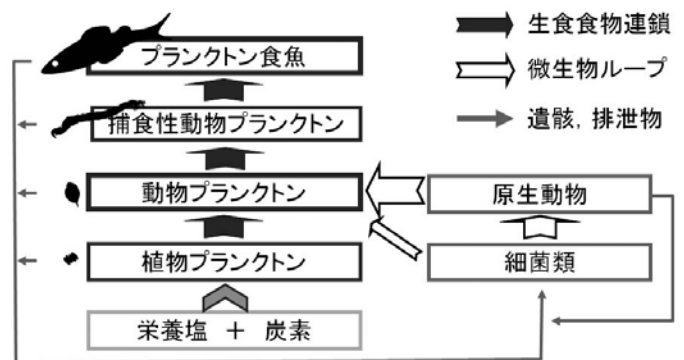 プランクトン食魚
捕食性動物プランクトン
動物プランクトン
植物プランクトン
栄養塩 + 炭素
生食食物連鎖
微生物ループ
遺骸, 排泄物
原生動物
細菌類